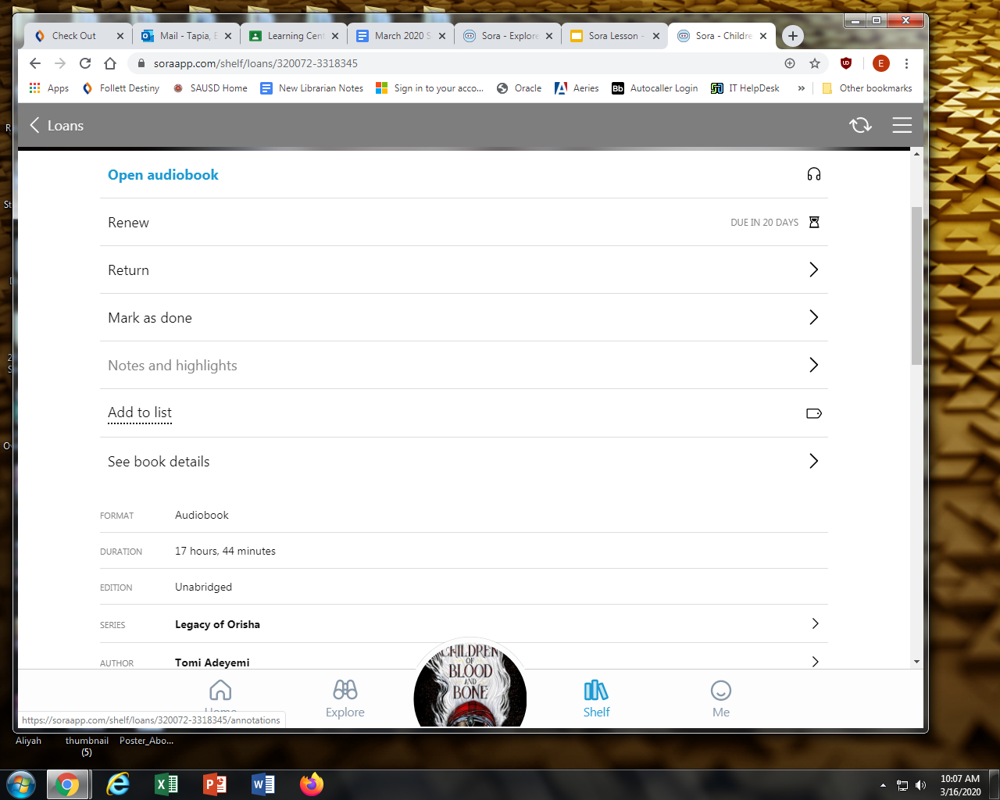 Check Out
Mail - Tapia, E
Learning Cent
March 2020 S
Sora - Explore
Sora Lesson -
Sora - Childre
soraapp.com/shelf/loans/320072-3318345
E
Apps
Follett Destiny
SAUSD Home
New Librarian Notes
Sign in to your acco...
Oracle
Aeries
Bb Autocaller Login
IT HelpDesk
»
Other bookmarks
Loans
Open audiobook
Renew
DUE IN 20 DAYS
Return
Mark as done
Notes and highlights
Add to list
See book details
FORMAT Audiobook
DURATION 17 hours, 44 minutes
EDITION Unabridged
SERIES Legacy of Orisha
AUTHOR Tomi Adeyemi
CHILDREN
OF
BLOOD
AND
BONE
Home
Explore
Shelf
Me
https://soraapp.com/shelf/loans/320072-3318345/annotations
Aliyah
thumbnail
(5)
Poster_Abo...
10:07 AM
3/16/2020